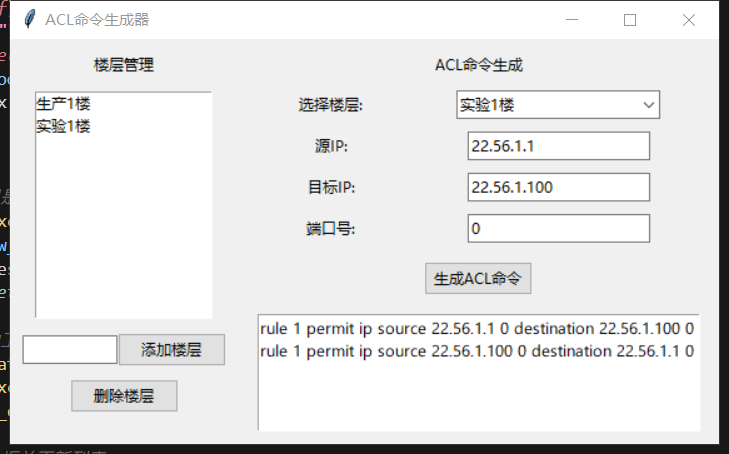 ACL命令生成器
楼层管理
生产1楼
实验1楼
添加楼层
删除楼层
ACL命令生成
选择楼层: 实验1楼
源IP: 22.56.1.1
目标IP: 22.56.1.100
端口号: 0
生成ACL命令
rule 1 permit ip source 22.56.1.1 0 destination 22.56.1.100 0
rule 1 permit ip source 22.56.1.100 0 destination 22.56.1.1 0